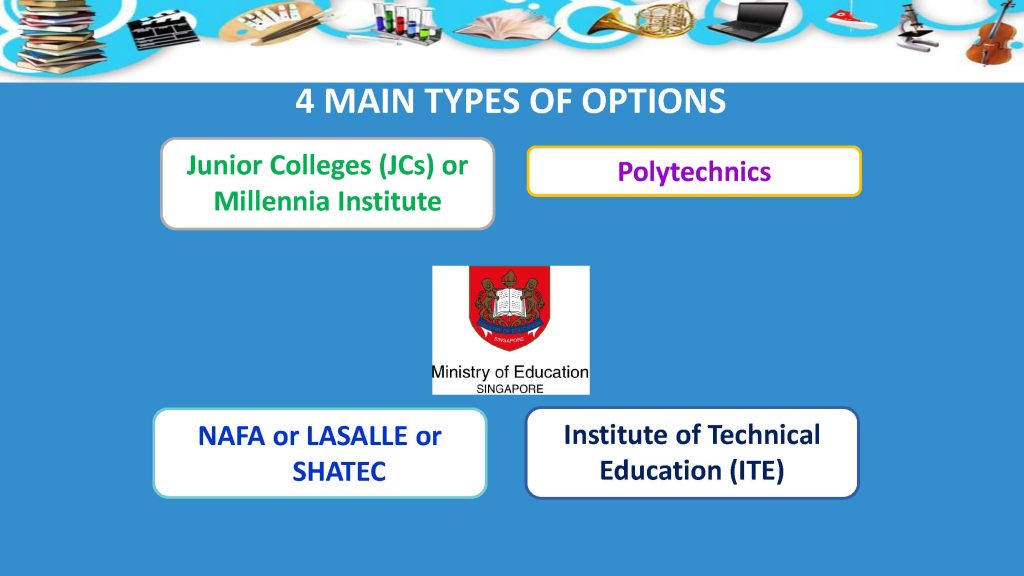 4 MAIN TYPES OF OPTIONS
Junior Colleges (JCs) or
Millennia Institute
Polytechnics
SINGAPORE
Ministry of Education
SINGAPORE
NAFA or LASALLE or
SHATEC
Institute of Technical
Education (ITE)